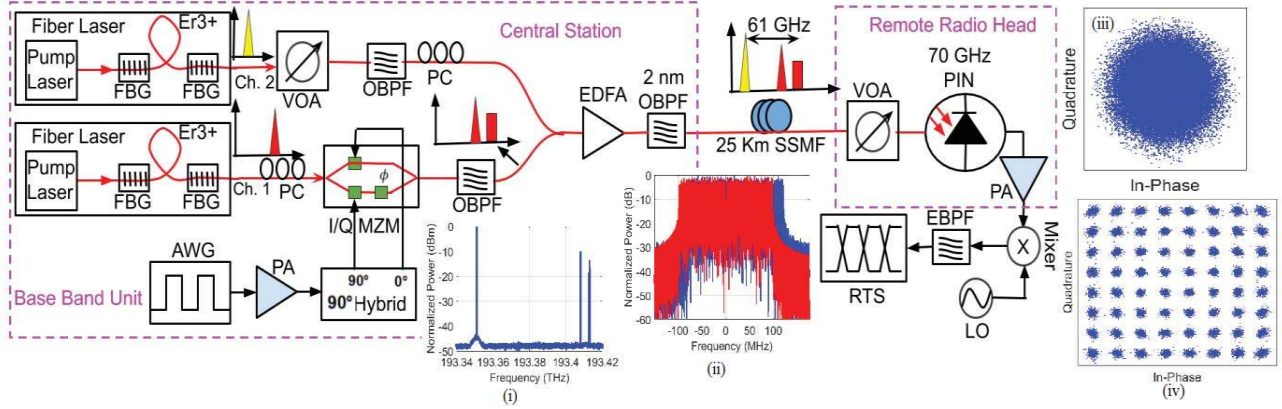 Fiber Laser
Er3+
Pump
Laser
FBG
FBG
Ch. 2
VOA
OBPF
PC
Central Station
EDFA
2 nm
OBPF
61 GHz
25 Km SSMF
Remote Radio Head
VOA
70 GHz
PIN
PA
Mixer
X
LO
EBPF
RTS
Fiber Laser
Er3+
Pump
Laser
FBG
FBG
Ch. 1
PC
ϕ
I/Q MZM
OBPF
AWG
PA
90° 0°
90° Hybrid
Base Band Unit
Normalized Power (dBm)
0
-10
-20
-30
-40
-50
193.34 193.36 193.38 193.4 193.42
Frequency (THz)
(i)
Normalized Power (dB)
0
-10
-20
-30
-40
-50
-60
-100 -50 0 50 100
Frequency (MHz)
(ii)
(iii)
Quadrature
In-Phase
Quadrature
In-Phase
(iv)